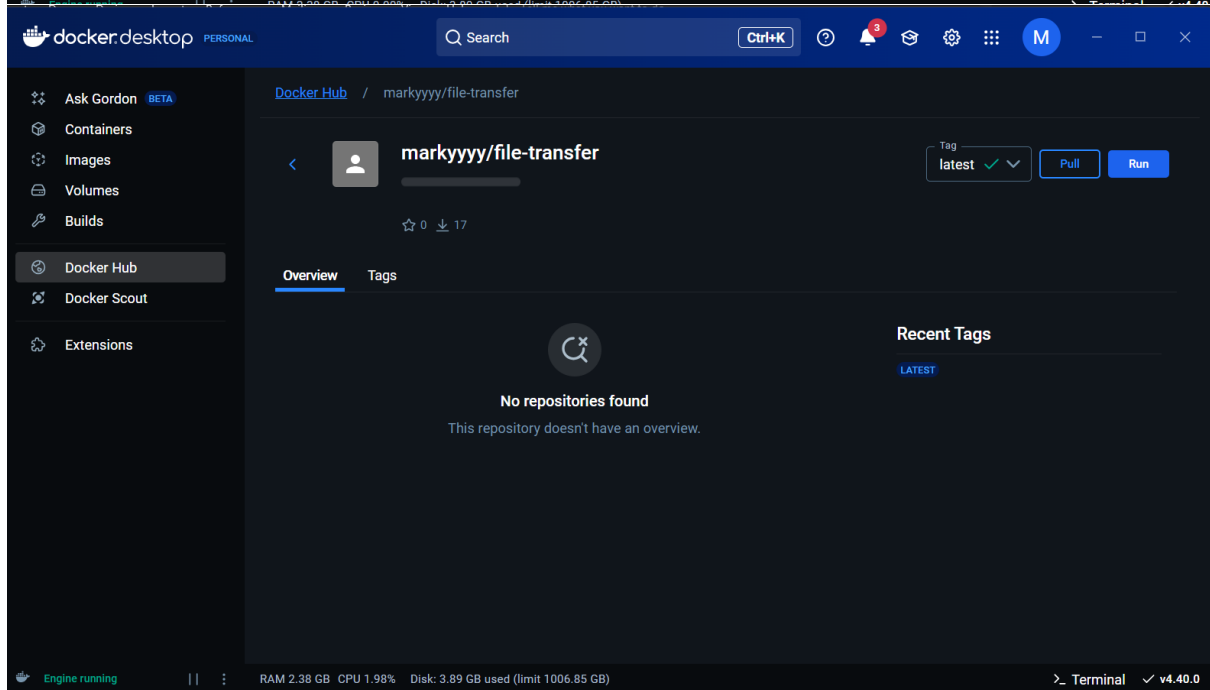 docker.desktop PERSONAL
Search
Ctrl+K
3
M
Ask Gordon BETA
Containers
Images
Volumes
Builds
Docker Hub
Docker Scout
Extensions
Docker Hub / markyyyy/file-transfer
markyyyy/file-transfer
Tag
latest
Pull
Run
0 17
Overview Tags
No repositories found
This repository doesn't have an overview.
Recent Tags
LATEST
Engine running
RAM 2.38 GB CPU 1.98% Disk: 3.89 GB used (limit 1006.85 GB)
Terminal
v4.40.0